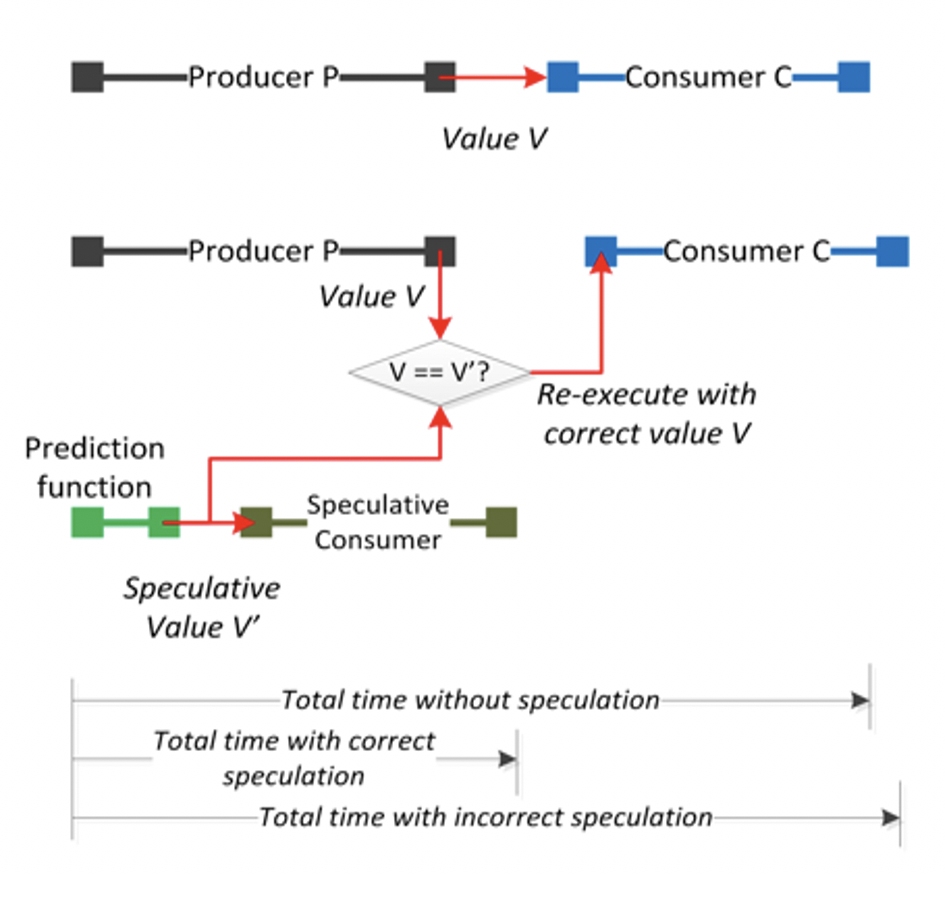 Producer P
Consumer C
Value V
Producer P
Consumer C
Value V
V == V’?
Re-execute with
correct value V
Prediction
function
Speculative
Consumer
Speculative
Value V’
Total time without speculation
Total time with correct
speculation
Total time with incorrect speculation